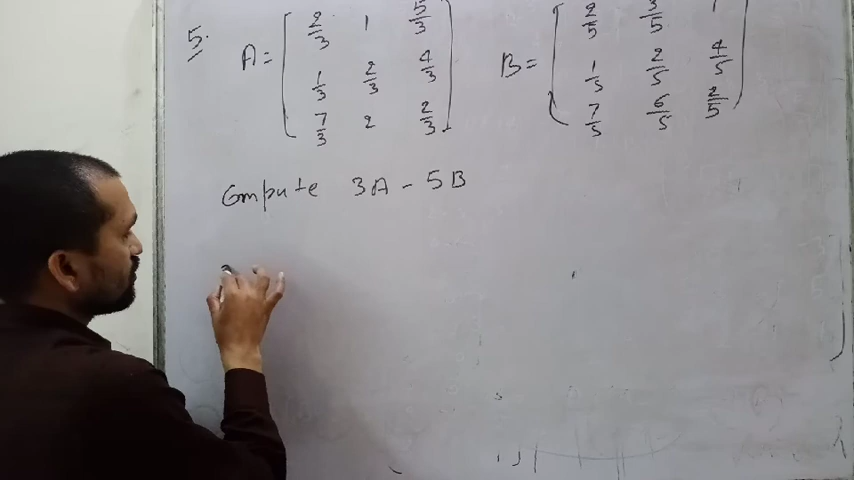 5. A = [ 2/3 1 5/3 B = [ 2/5 3/5 1
1/3 2/3 4/3 1/5 2/5 4/5
7/3 2 2/3 ] 7/5 6/5 2/5 ]
Compute 3A - 5B